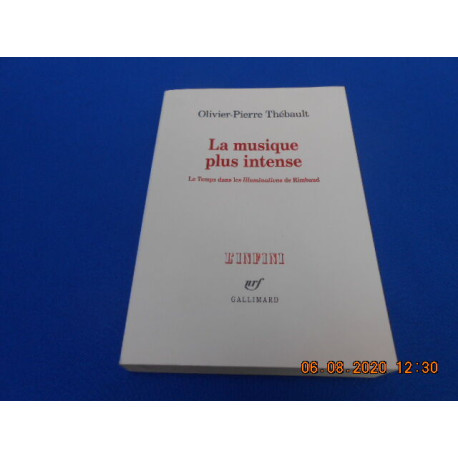 Olivier-Pierre Thébault
La musique
plus intense
Le Temps dans les Illuminations de Rimbaud
L'INFINI
nrf
GALLIMARD
06.08.2020 12:30